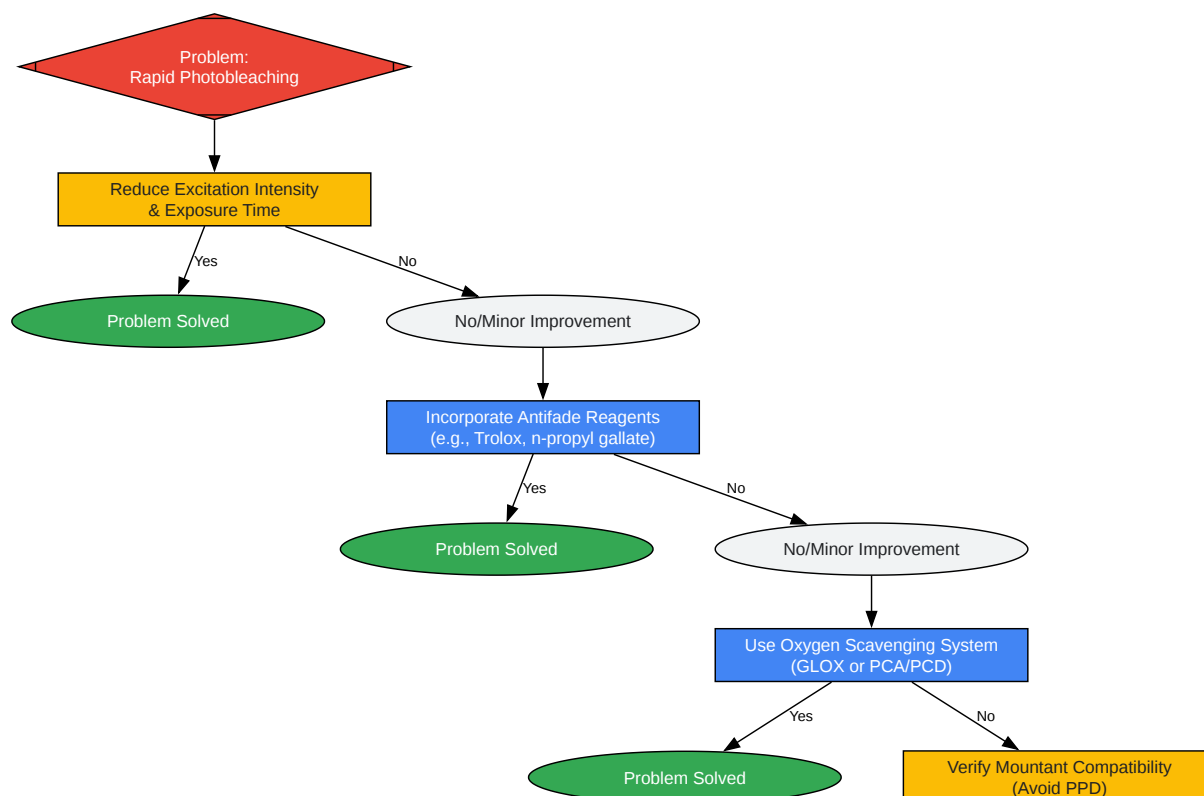 Problem:
Rapid Photobleaching
Reduce Excitation Intensity
& Exposure Time
Yes
No
Problem Solved
No/Minor Improvement
Incorporate Antifade Reagents
(e.g., Trolox, n-propyl gallate)
Yes
No
Problem Solved
No/Minor Improvement
Use Oxygen Scavenging System
(GLOX or PCA/PCD)
Yes
No
Problem Solved
Verify Mountant Compatibility
(Avoid PPD)